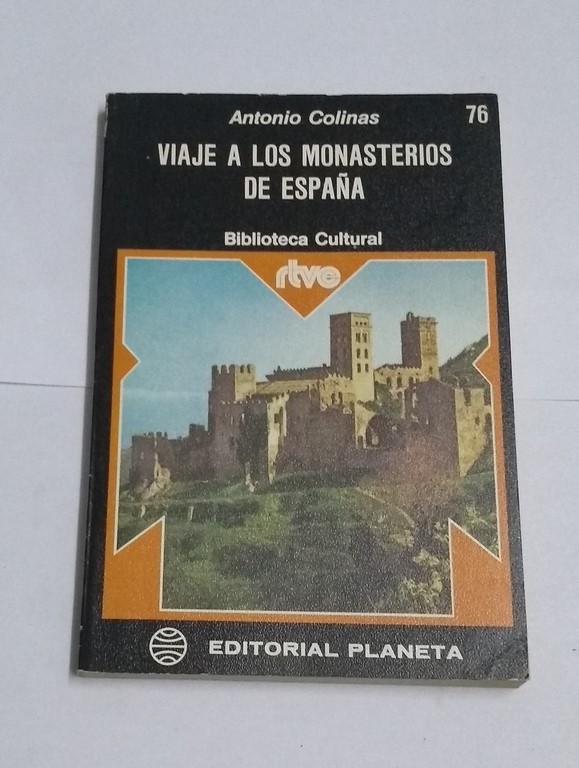 Antonio Colinas
76
VIAJE A LOS MONASTERIOS
DE ESPAÑA
Biblioteca Cultural
rtve
EDITORIAL PLANETA